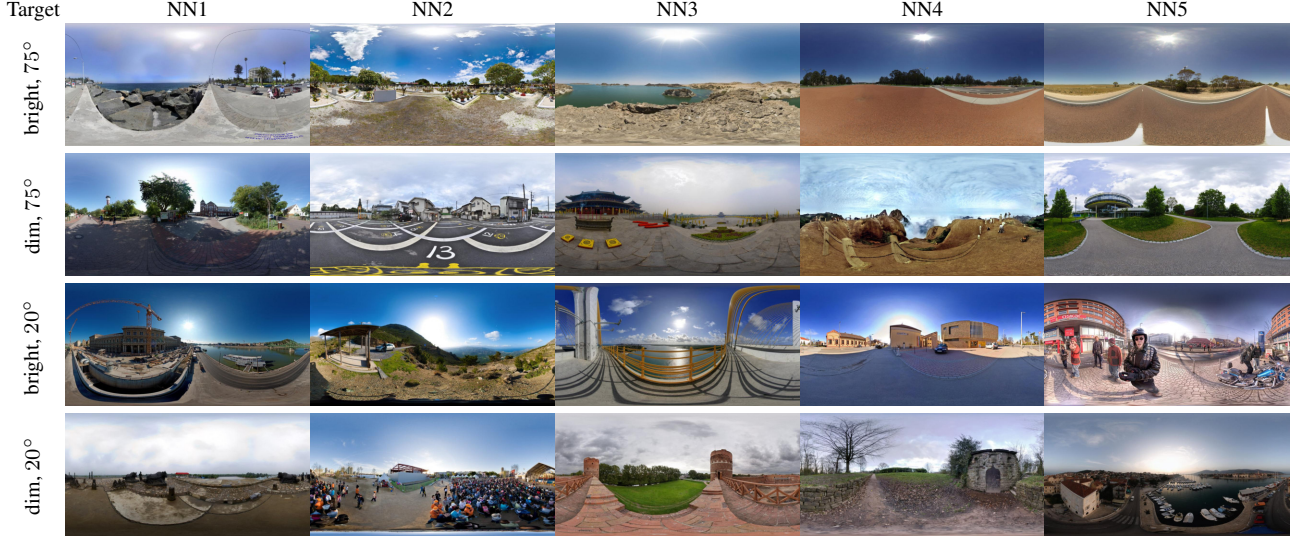 Target NN1 NN2 NN3 NN4 NN5
bright, 75°
dim, 75°
13
bright, 20°
dim, 20°